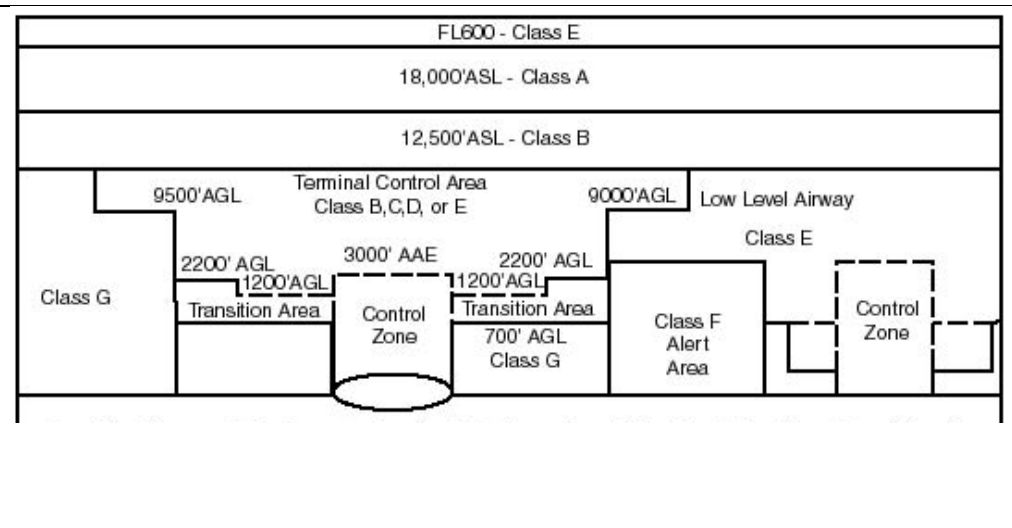 FL600 - Class E
18,000'ASL - Class A
12,500'ASL - Class B
9500'AGL
Terminal Control Area
Class B,C,D, or E
9000'AGL
Low Level Airway
Class E
2200' AGL
1200'AGL
3000' AAE
2200' AGL
1200'AGL
Class G
Transition Area
Control
Zone
Transition Area
700' AGL
Class G
Class F
Alert
Area
Control
Zone